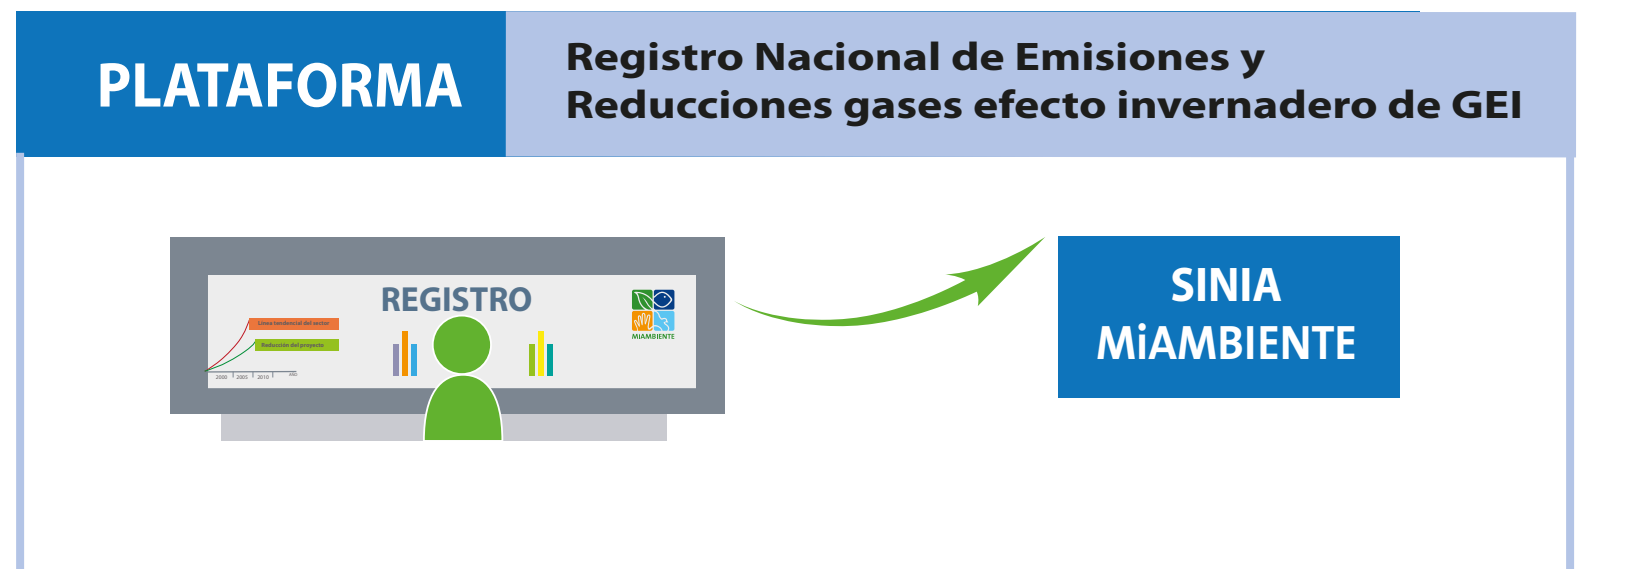 PLATAFORMA
Registro Nacional de Emisiones y
Reducciones gases efecto invernadero de GEI
REGISTRO
Línea tendencial del sector
Reducción del proyecto
2000 2005 2010
MiAMBIENTE
SINIA
MiAMBIENTE